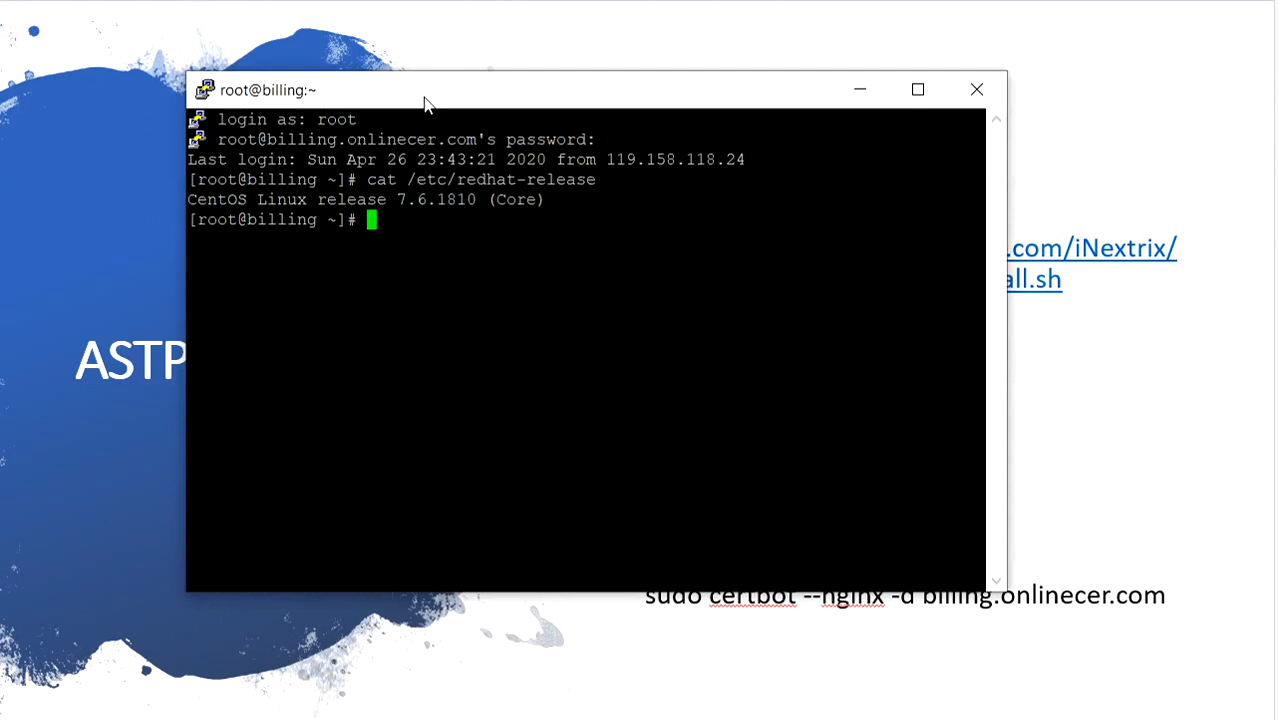 root@billing:~
login as: root
root@billing.onlinecer.com's password:
Last login: Sun Apr 26 23:43:21 2020 from 119.158.118.24
[root@billing ~]# cat /etc/redhat-release
CentOS Linux release 7.6.1810 (Core)
[root@billing ~]#
.com/iNextrix/
all.sh
ASTP
sudo certbot --nginx -d billing.onlinecer.com